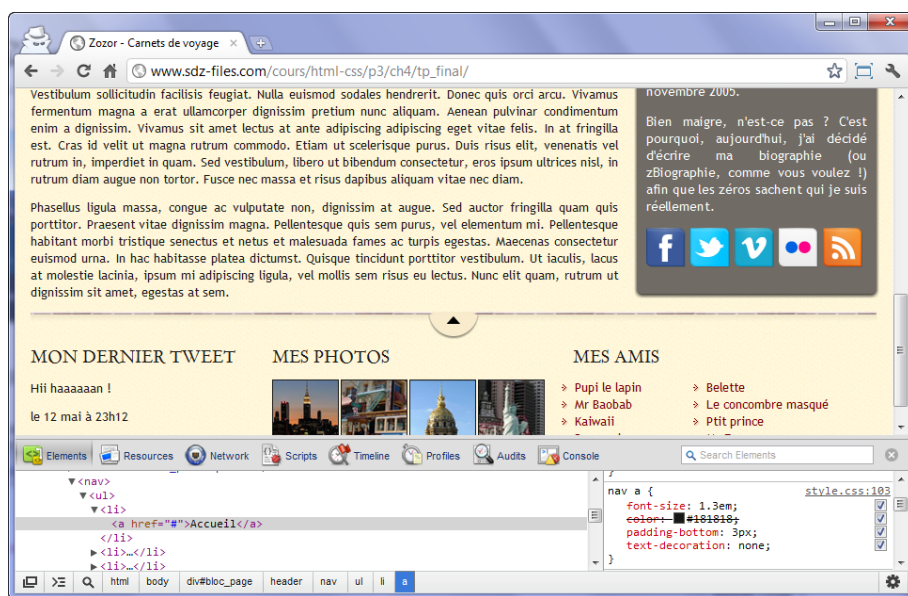 Zozor - Carnets de voyage
www.sdz-files.com/cours/html-css/p3/ch4/tp_final/
Vestibulum sollicitudin facilisis feugiat. Nulla euismod sodales hendrerit. Donec quis orci arcu. Vivamus
fermentum magna a erat ullamcorper dignissim pretium nunc aliquam. Aenean pulvinar condimentum
enim a dignissim. Vivamus sit amet lectus at ante adipiscing adipiscing eget vitae felis. In at fringilla
est. Cras id velit ut magna rutrum commodo. Etiam ut scelerisque purus. Duis risus elit, venenatis vel
rutrum in, imperdiet in quam. Sed vestibulum, libero ut bibendum consectetur, eros ipsum ultrices nisl, in
rutrum diam augue non tortor. Fusce nec massa et risus dapibus aliquam vitae nec diam.
Phasellus ligula massa, congue ac vulputate non, dignissim at augue. Sed auctor fringilla quam quis
porttitor. Praesent vitae dignissim magna. Pellentesque quis sem purus, vel elementum mi. Pellentesque
habitant morbi tristique senectus et netus et malesuada fames ac turpis egestas. Maecenas consectetur
euismod urna. In hac habitasse platea dictumst. Quisque tincidunt porttitor vestibulum. Ut iaculis, lacus
at molestie lacinia, ipsum mi adipiscing ligula, vel mollis sem risus eu lectus. Nunc elit quam, rutrum ut
dignissim sit amet, egestas at sem.
novembre 2005.
Bien maigre, n'est-ce pas ? C'est
pourquoi, aujourd'hui, j'ai décidé
d'écrire ma biographie (ou
zBiographie, comme vous voulez !)
afin que les zéros sachent qui je suis
réellement.
MON DERNIER TWEET
Hii haaaaaan !
le 12 mai à 23h12
MES PHOTOS
MES AMIS
Pupi le lapin
Mr Baobab
Kaiwaii
Belette
Le concombre masqué
Ptit prince
Elements Resources Network Scripts Timeline Profiles Audits Console Search Elements
▼<nav>
▼<ul>
▼<li>
<a href="#">Accueil</a>
</li>
▶<li>…</li>
▶<li>…</li>
}
nav a { style.css:103
font-size: 1.3em;
color: #181818;
padding-bottom: 3px;
text-decoration: none;
}
html body div#bloc_page header nav ul li a